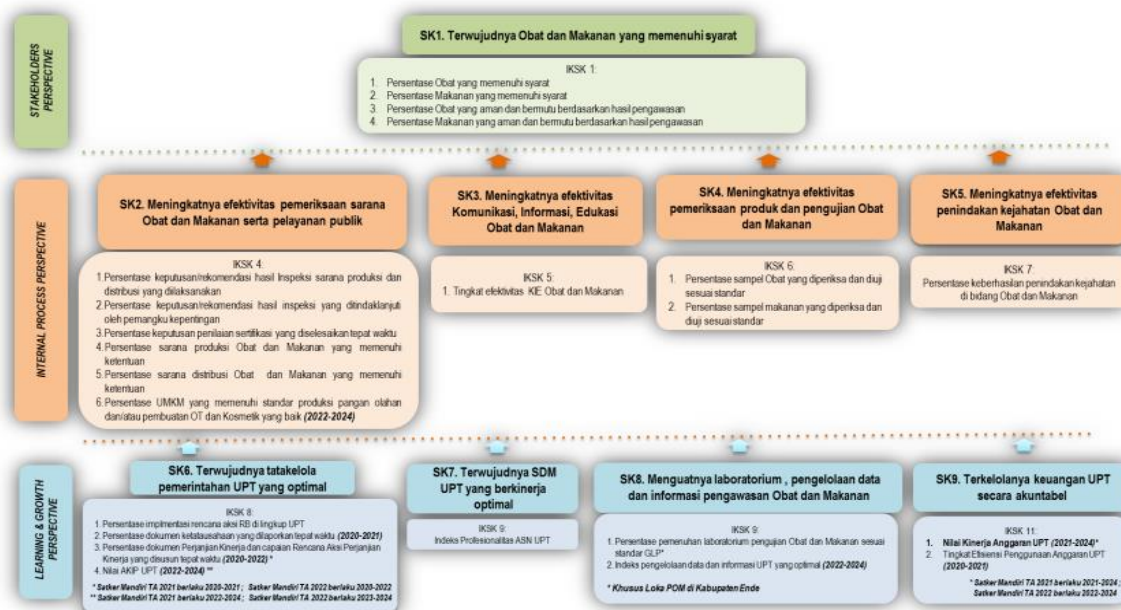 STAKEHOLDERS
PERSPECTIVE
SK1. Terwujudnya Obat dan Makanan yang memenuhi syarat
IKSK 1:
1. Persentase Obat yang memenuhi syarat
2. Persentase Makanan yang memenuhi syarat
3. Persentase Obat yang aman dan bermutu berdasarkan hasil pengawasan
4. Persentase Makanan yang aman dan bermutu berdasarkan hasil pengawasan
INTERNAL PROCESS PERSPECTIVE
SK2. Meningkatnya efektivitas pemeriksaan sarana
Obat dan Makanan serta pelayanan publik
IKSK 4:
1.Persentase keputusan/rekomendasi hasil Inspeksi sarana produksi dan
distribusi yang dilaksanakan
2.Persentase keputusan/rekomendasi hasil inspeksi yang ditindaklanjuti
oleh pemangku kepentingan
3.Persentase keputusan penilaian sertifikasi yang diselesaikan tepat waktu
4.Persentase sarana produksi Obat dan Makanan yang memenuhi
ketentuan
5.Persentase sarana distribusi Obat dan Makanan yang memenuhi
ketentuan
6.Persentase UMKM yang memenuhi standar produksi pangan olahan
dan/atau pembuatan OT dan Kosmetik yang baik (2022-2024)
SK3. Meningkatnya efektivitas
Komunikasi, Informasi, Edukasi
Obat dan Makanan
IKSK 5:
1. Tingkat efektivitas KIE Obat dan Makanan
SK4. Meningkatnya efektivitas
pemeriksaan produk dan pengujian Obat
dan Makanan
IKSK 6:
1. Persentase sampel Obat yang diperiksa dan diuji
sesuai standar
2. Persentase sampel makanan yang diperiksa dan
diuji sesuai standar
SK5. Meningkatnya efektivitas
penindakan kejahatan Obat dan
Makanan
IKSK 7:
Persentase keberhasilan penindakan kejahatan
di bidang Obat dan Makanan
LEARNING & GROWTH
PERSPECTIVE
SK6. Terwujudnya tatakelola
pemerintahan UPT yang optimal
IKSK 8:
1. Persentase implmentasi rencana aksi RB di lingkup UPT
2. Persentase dokumen ketatausahaan yang dilaporkan tepat waktu (2020-2021)
3. Persentase dokumen Perjanjian Kinerja dan capaian Rencana Aksi Perjanjian
Kinerja yang disusun tepat waktu (2020-2022) *
4. Nilai AKIP UPT (2022-2024) **
* Satker Mandiri TA 2021 berlaku 2020-2021 ; Satker Mandiri TA 2022 berlaku 2020-2022
** Satker Mandiri TA 2021 berlaku 2022-2024 ; Satker Mandiri TA 2022 berlaku 2023-2024
SK7. Terwujudnya SDM
UPT yang berkinerja
optimal
IKSK 9:
Indeks Profesionalitas ASN UPT
SK8. Menguatnya laboratorium , pengelolaan data
dan informasi pengawasan Obat dan Makanan
IKSK 9:
1. Persentase pemenuhan laboratorium pengujian Obat dan Makanan sesuai
standar GLP*
2. Indeks pengelolaan data dan informasi UPT yang optimal (2022-2024)
* Khusus Loka POM di Kabupaten Ende
SK9. Terkelolanya keuangan UPT
secara akuntabel
IKSK 11:
1. Nilai Kinerja Anggaran UPT (2021-2024)*
2. Tingkat Efisiensi Penggunaan Anggaran UPT
(2020-2021)
* Satker Mandiri TA 2021 berlaku 2021-2024 ;
Satker Mandiri TA 2022 berlaku 2022-2024